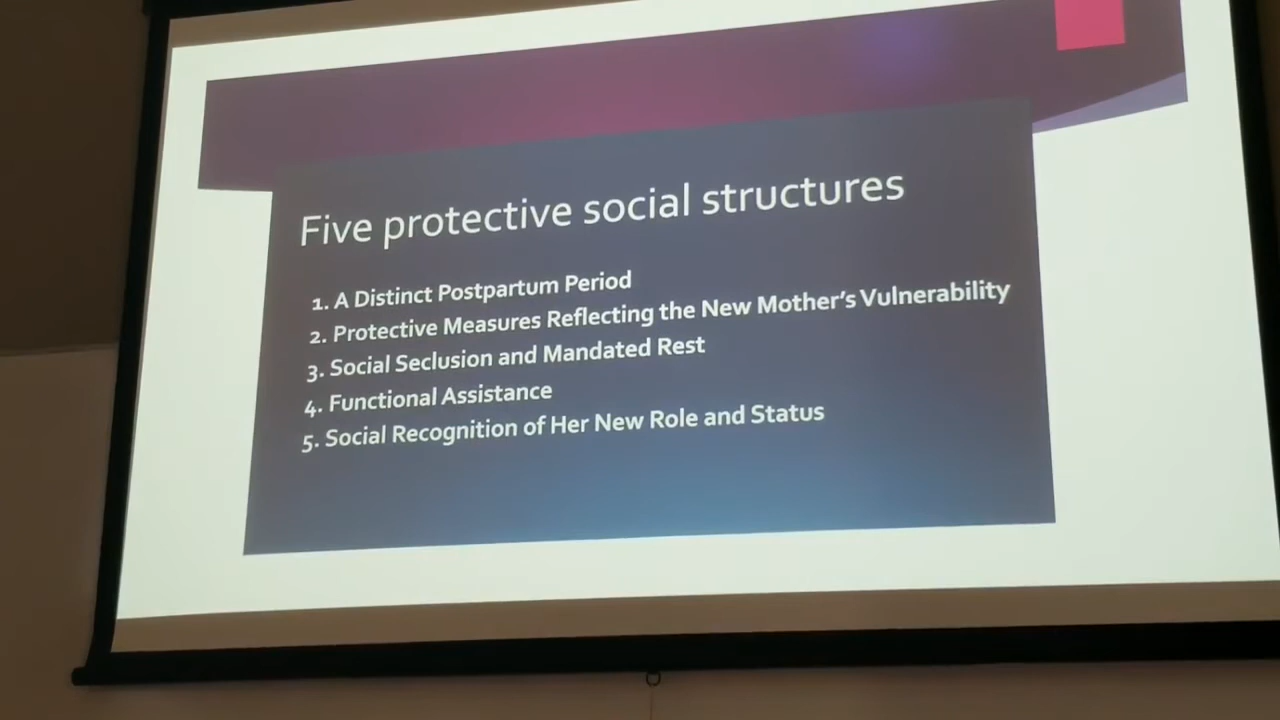 Five protective social structures
1. A Distinct Postpartum Period
2. Protective Measures Reflecting the New Mother's Vulnerability
3. Social Seclusion and Mandated Rest
4. Functional Assistance
5. Social Recognition of Her New Role and Status